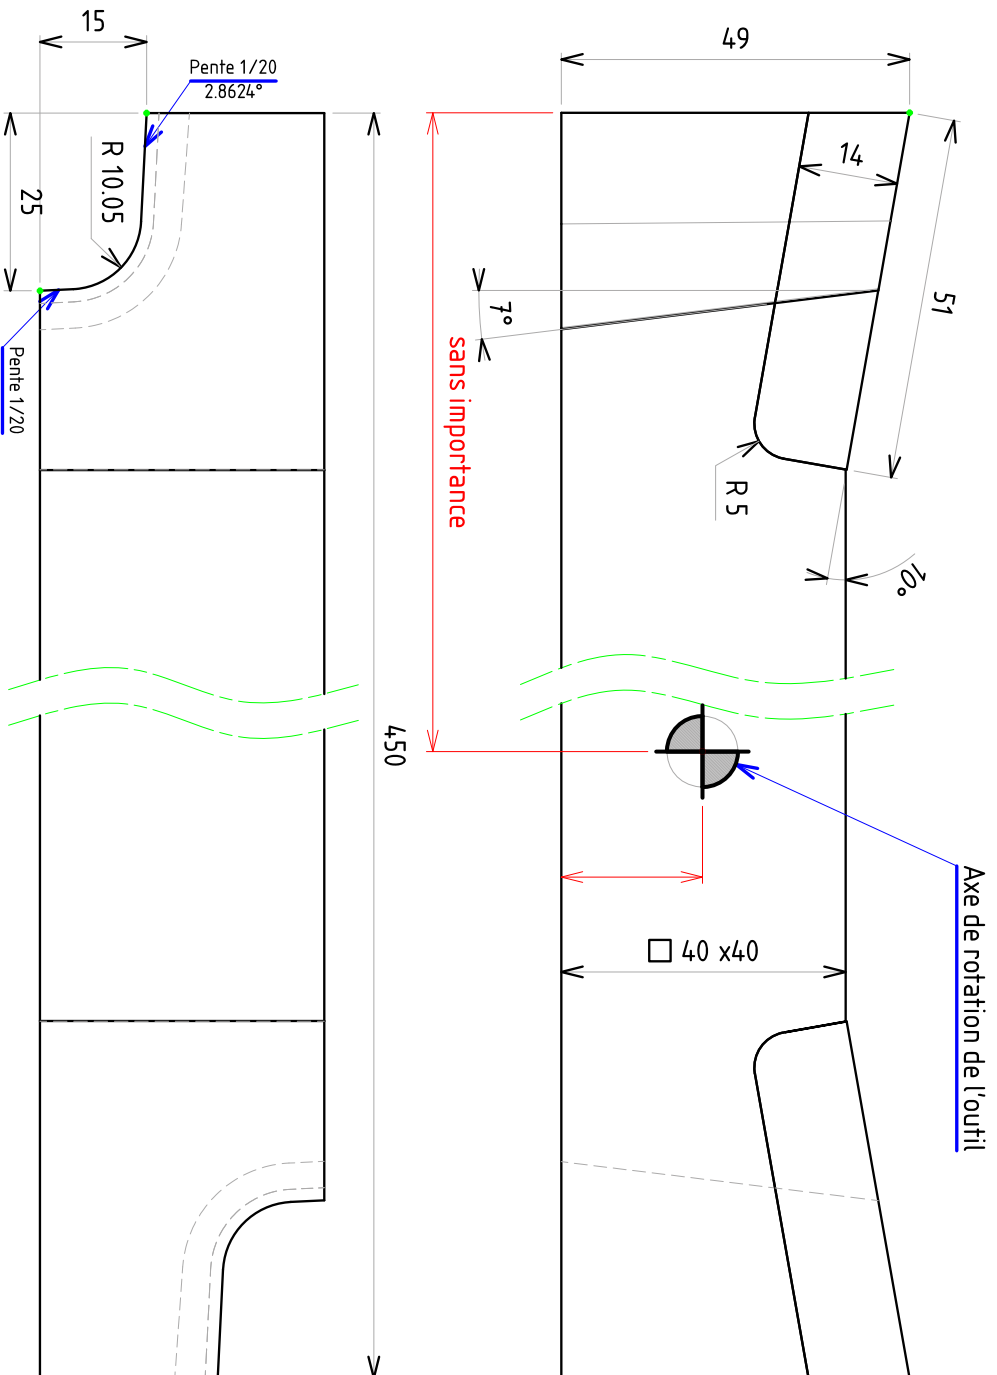 15
Pente 1/20
2.8624°
R 10.05
25
Pente 1/20
49
14
51
7°
sans importance
R 5
10°
450
□ 40 x40
Axe de rotation de l'outil